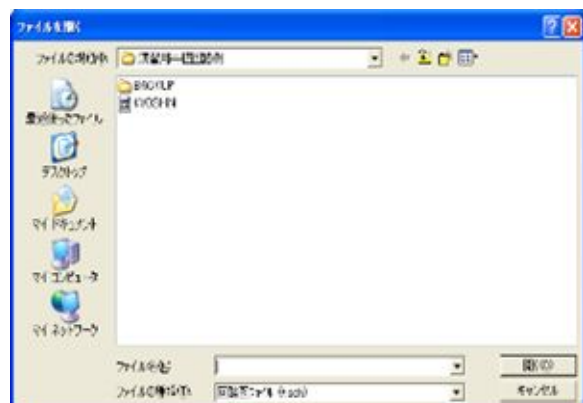 ファイルを開く
ファイルの場所(I):
BACKUP
最近使ったファイル
デスクトップ
マイ ドキュメント
マイ コンピュータ
マイ ネットワーク
ファイル名(N):
開く(O)
ファイルの種類(T):
キャンセル